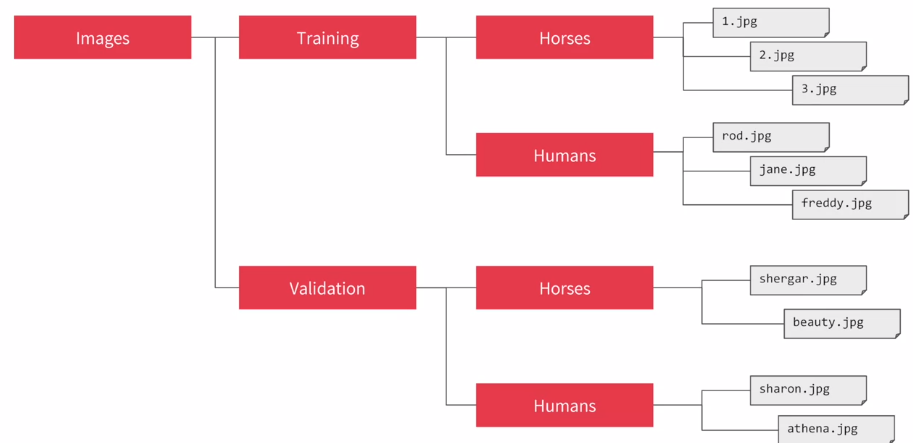 Images
Training
Horses
1.jpg
2.jpg
3.jpg
Humans
rod.jpg
jane.jpg
freddy.jpg
Validation
Horses
shergar.jpg
beauty.jpg
Humans
sharon.jpg
athena.jpg